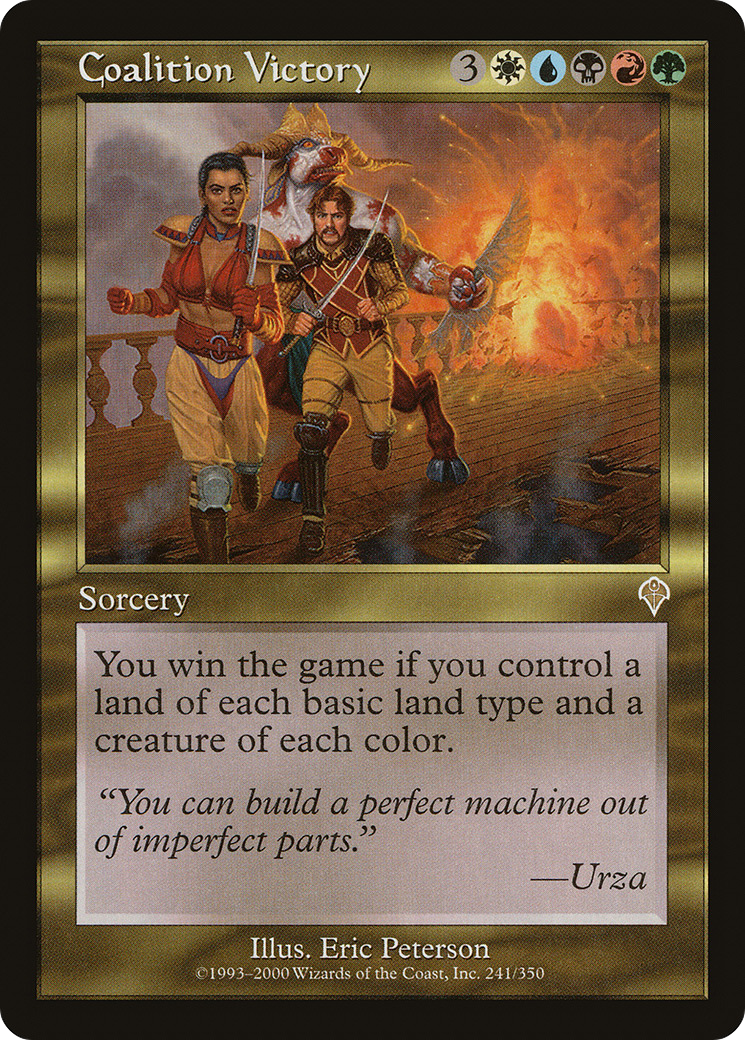 Coalition Victory 3
Sorcery
You win the game if you control a
land of each basic land type and a
creature of each color.
“You can build a perfect machine out
of imperfect parts.”
—Urza
Illus. Eric Peterson
©1993–2000 Wizards of the Coast, Inc. 241/350